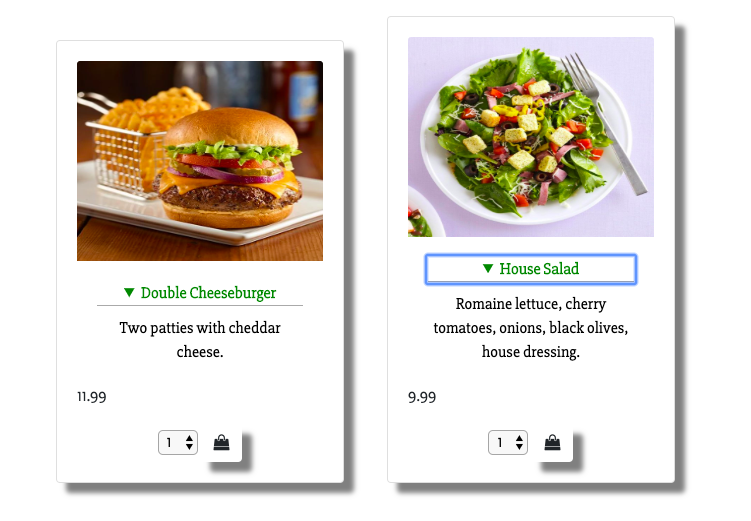 ▼ Double Cheeseburger
Two patties with cheddar
cheese.
11.99
1
▼ House Salad
Romaine lettuce, cherry
tomatoes, onions, black olives,
house dressing.
9.99
1